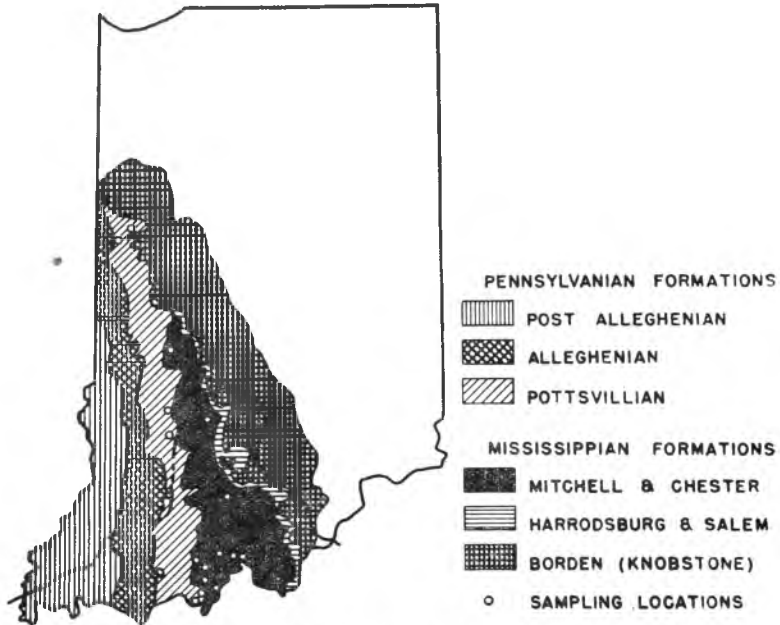 PENNSYLVANIAN FORMATIONS
POST ALLEGHENIAN
ALLEGHENIAN
POTTSVILLIAN
MISSISSIPPIAN FORMATIONS
MITCHELL & CHESTER
HARRODSBURG & SALEM
BORDEN (KNOBSTONE)
SAMPLING LOCATIONS